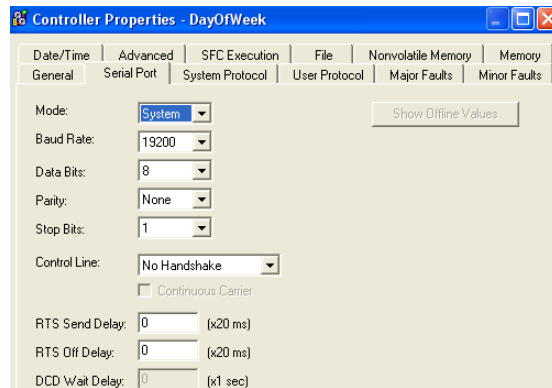 Controller Properties - DayOfWeek
Date/Time Advanced SFC Execution File Nonvolatile Memory Memory
General Serial Port System Protocol User Protocol Major Faults Minor Faults
Mode: System Show Offline Values
Baud Rate: 19200
Data Bits: 8
Parity: None
Stop Bits: 1
Control Line: No Handshake
Continuous Carrier
RTS Send Delay: 0 (x20 ms)
RTS Off Delay: 0 (x20 ms)
DCD Wait Delay: 0 (x1 sec)